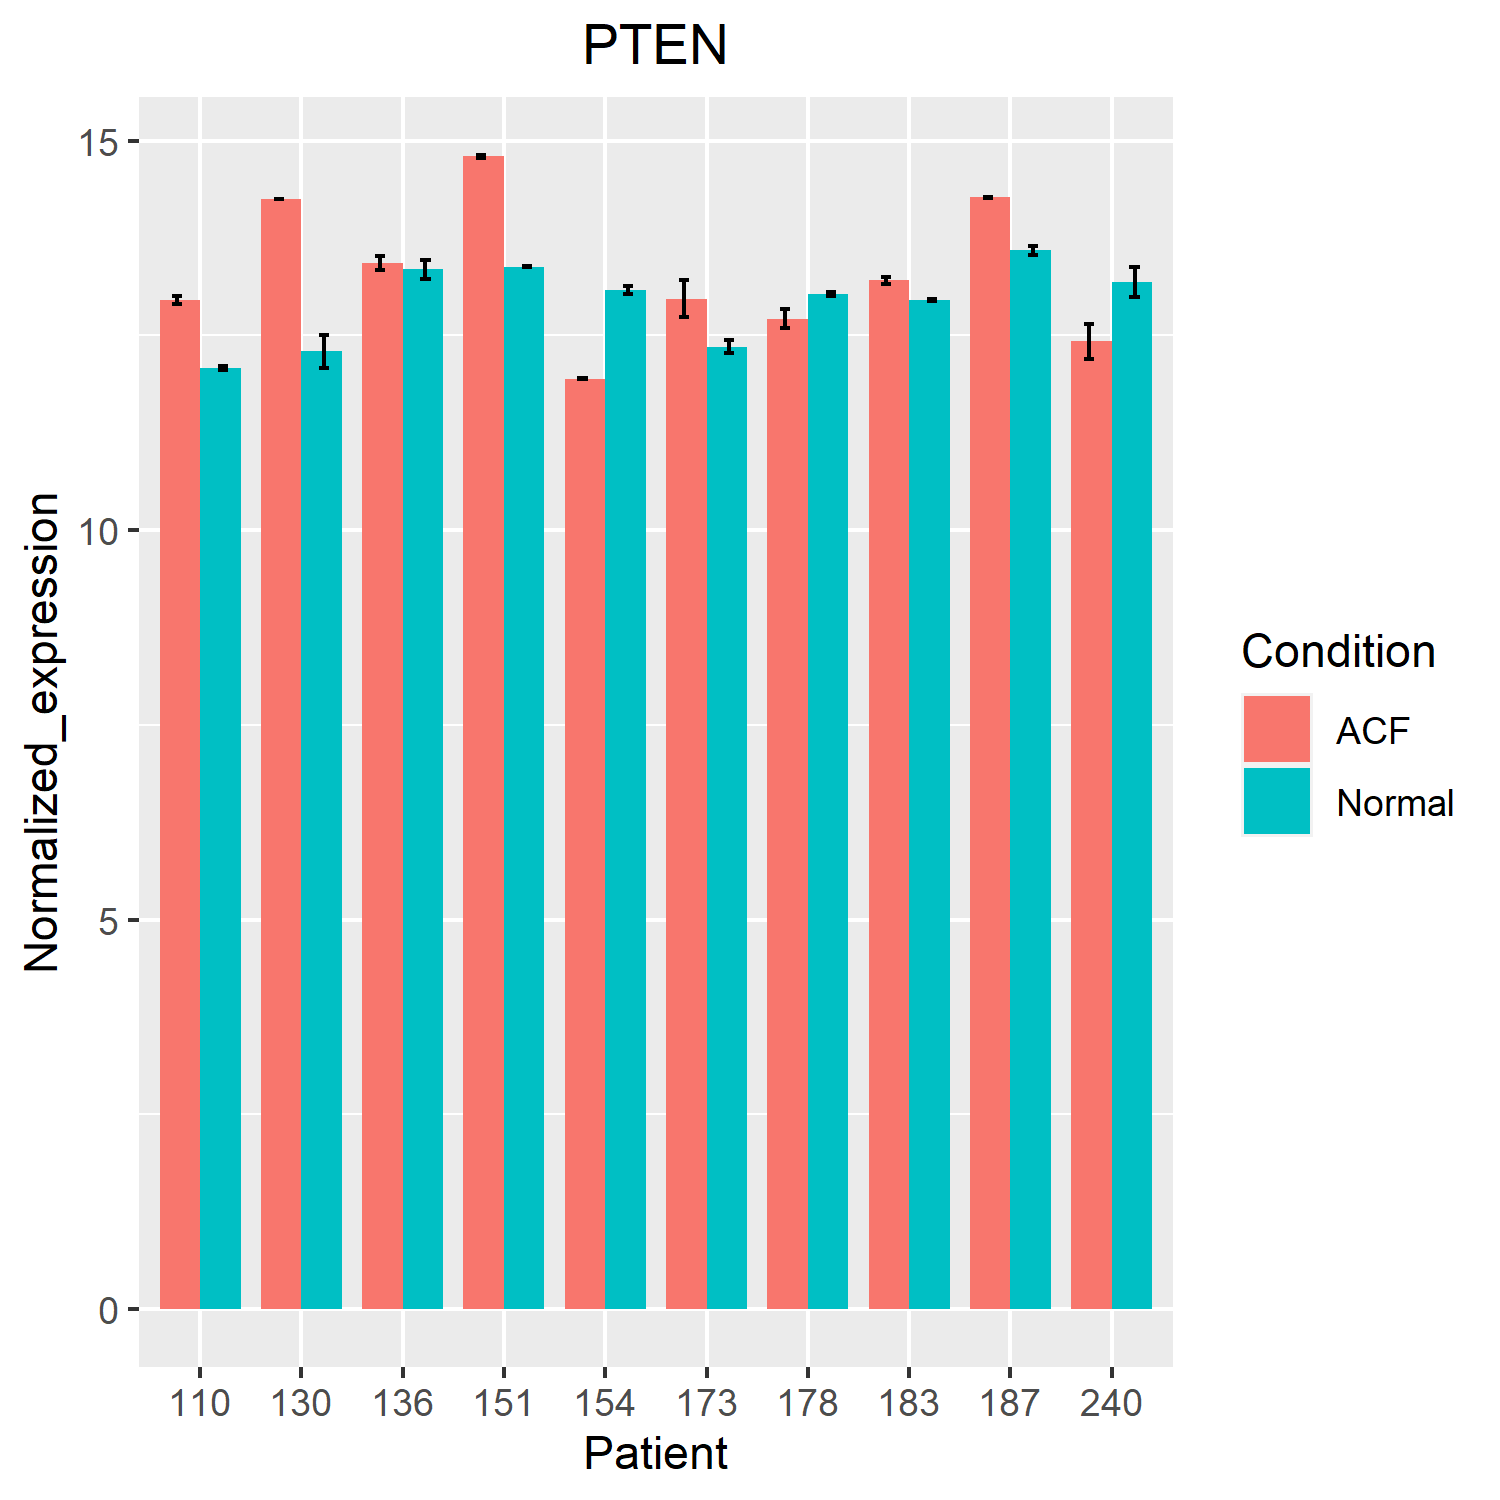 PTEN
15
10
5
0
Normalized_expression
110 130 136 151 154 173 178 183 187 240
Patient
Condition
ACF
Normal